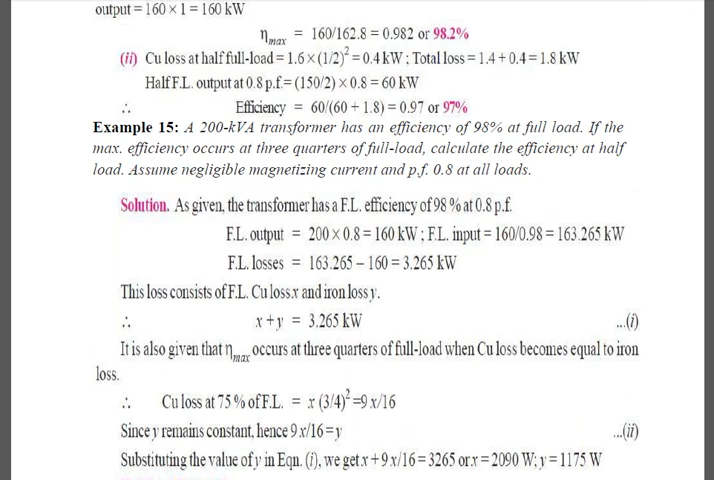 output = 160 × 1 = 160 kW
ηmax = 160/162.8 = 0.982 or 98.2%
(ii) Cu loss at half full-load = 1.6 × (1/2)² = 0.4 kW ; Total loss = 1.4 + 0.4 = 1.8 kW
Half F.L. output at 0.8 p.f. = (150/2) × 0.8 = 60 kW
∴ Efficiency = 60/(60 + 1.8) = 0.97 or 97%
Example 15: A 200-kVA transformer has an efficiency of 98% at full load. If the
max. efficiency occurs at three quarters of full-load, calculate the efficiency at half
load. Assume negligible magnetizing current and p.f. 0.8 at all loads.
Solution. As given, the transformer has a F.L. efficiency of 98 % at 0.8 p.f.
F.L. output = 200 × 0.8 = 160 kW ; F.L. input = 160/0.98 = 163.265 kW
F.L. losses = 163.265 − 160 = 3.265 kW
This loss consists of F.L. Cu loss x and iron loss y.
∴ x + y = 3.265 kW ...(i)
It is also given that ηmax occurs at three quarters of full-load when Cu loss becomes equal to iron
loss.
∴ Cu loss at 75 % of F.L. = x (3/4)² = 9 x/16
Since y remains constant, hence 9 x/16 = y ...(ii)
Substituting the value of y in Eqn. (i), we get x + 9 x/16 = 3265 or x = 2090 W; y = 1175 W